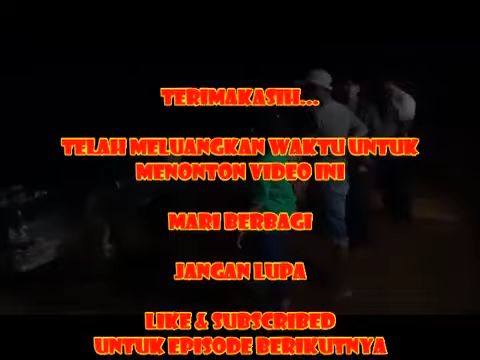 TERIMAKASIH...
TELAH MELUANGKAN WAKTU UNTUK
MENONTON VIDEO INI
MARI BERBAGI
JANGAN LUPA
LIKE & SUBSCRIBED
UNTUK EPISODE BERIKUTNYA